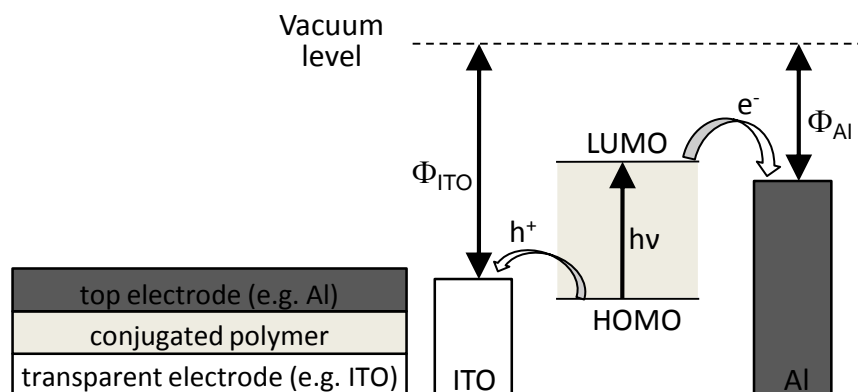 Vacuum
level
e⁻
Φ_Al
LUMO
Φ_ITO
h⁺
hν
top electrode (e.g. Al)
conjugated polymer
transparent electrode (e.g. ITO)
HOMO
ITO
Al